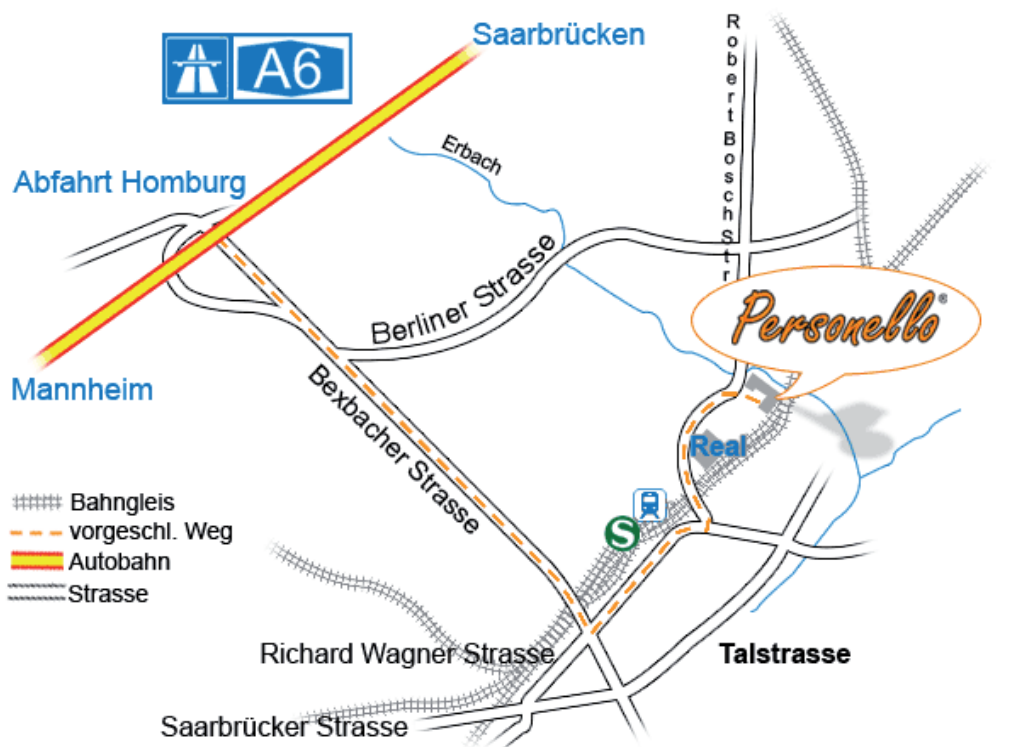 Saarbrücken
A6
Robert Bosch Str
Erbach
Abfahrt Homburg
Berliner Strasse
Personello®
Mannheim
Bexbacher Strasse
Real
Bahngleis
vorgeschl. Weg
Autobahn
Strasse
S
Richard Wagner Strasse
Talstrasse
Saarbrücker Strasse